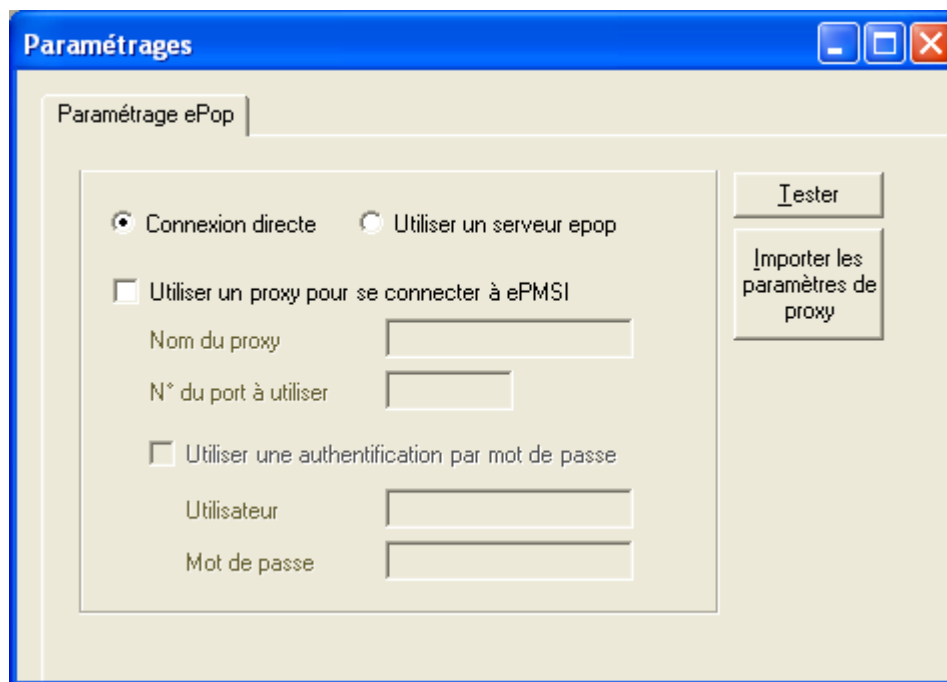 Paramétrages
Paramétrage ePop
Connexion directe
Utiliser un serveur epop
Tester
Importer les
paramètres de
proxy
Utiliser un proxy pour se connecter à ePMSI
Nom du proxy
N° du port à utiliser
Utiliser une authentification par mot de passe
Utilisateur
Mot de passe